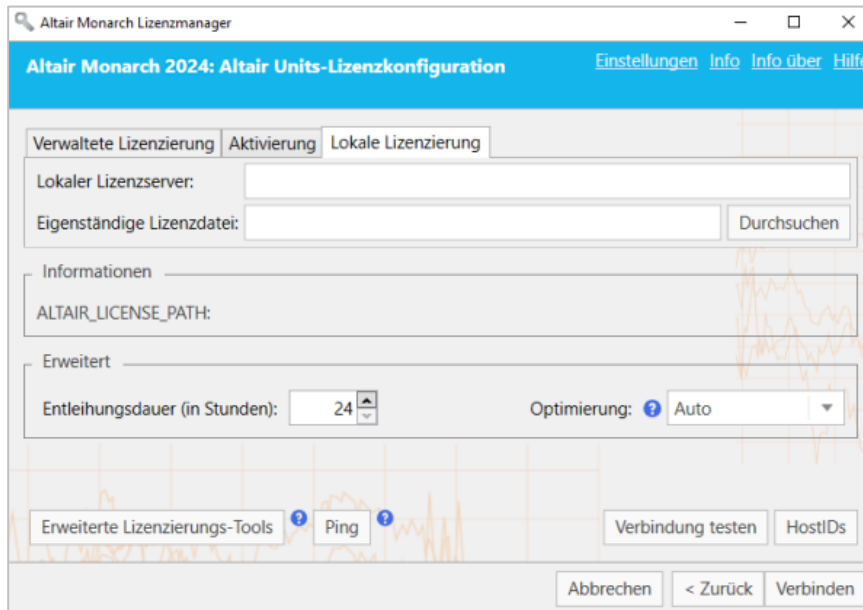 Altair Monarch Lizenzmanager
Altair Monarch 2024: Altair Units-Lizenzkonfiguration Einstellungen Info Info über Hilfe
Verwaltete Lizenzierung Aktivierung Lokale Lizenzierung
Lokaler Lizenzserver:
Eigenständige Lizenzdatei: Durchsuchen
Informationen
ALTAIR_LICENSE_PATH:
Erweitert
Entleihungsdauer (in Stunden): 24 Optimierung: ? Auto
Erweiterte Lizenzierungs-Tools ? Ping ? Verbindung testen HostIDs
Abbrechen < Zurück Verbinden